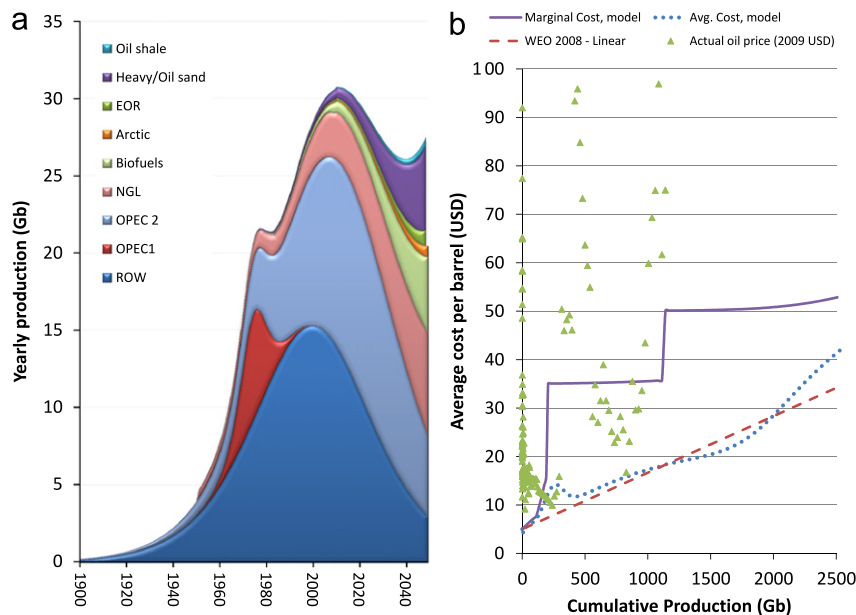 a
Yearly production (Gb)
35
30
25
20
15
10
5
0
Oil shale
Heavy/Oil sand
EOR
Arctic
Biofuels
NGL
OPEC 2
OPEC1
ROW
1900
1920
1940
1960
1980
2000
2020
2040
b
Marginal Cost, model
Avg. Cost, model
WEO 2008 - Linear
Actual oil price (2009 USD)
Average cost per barrel (USD)
100
90
80
70
60
50
40
30
20
10
0
0 500 1000 1500 2000 2500
Cumulative Production (Gb)